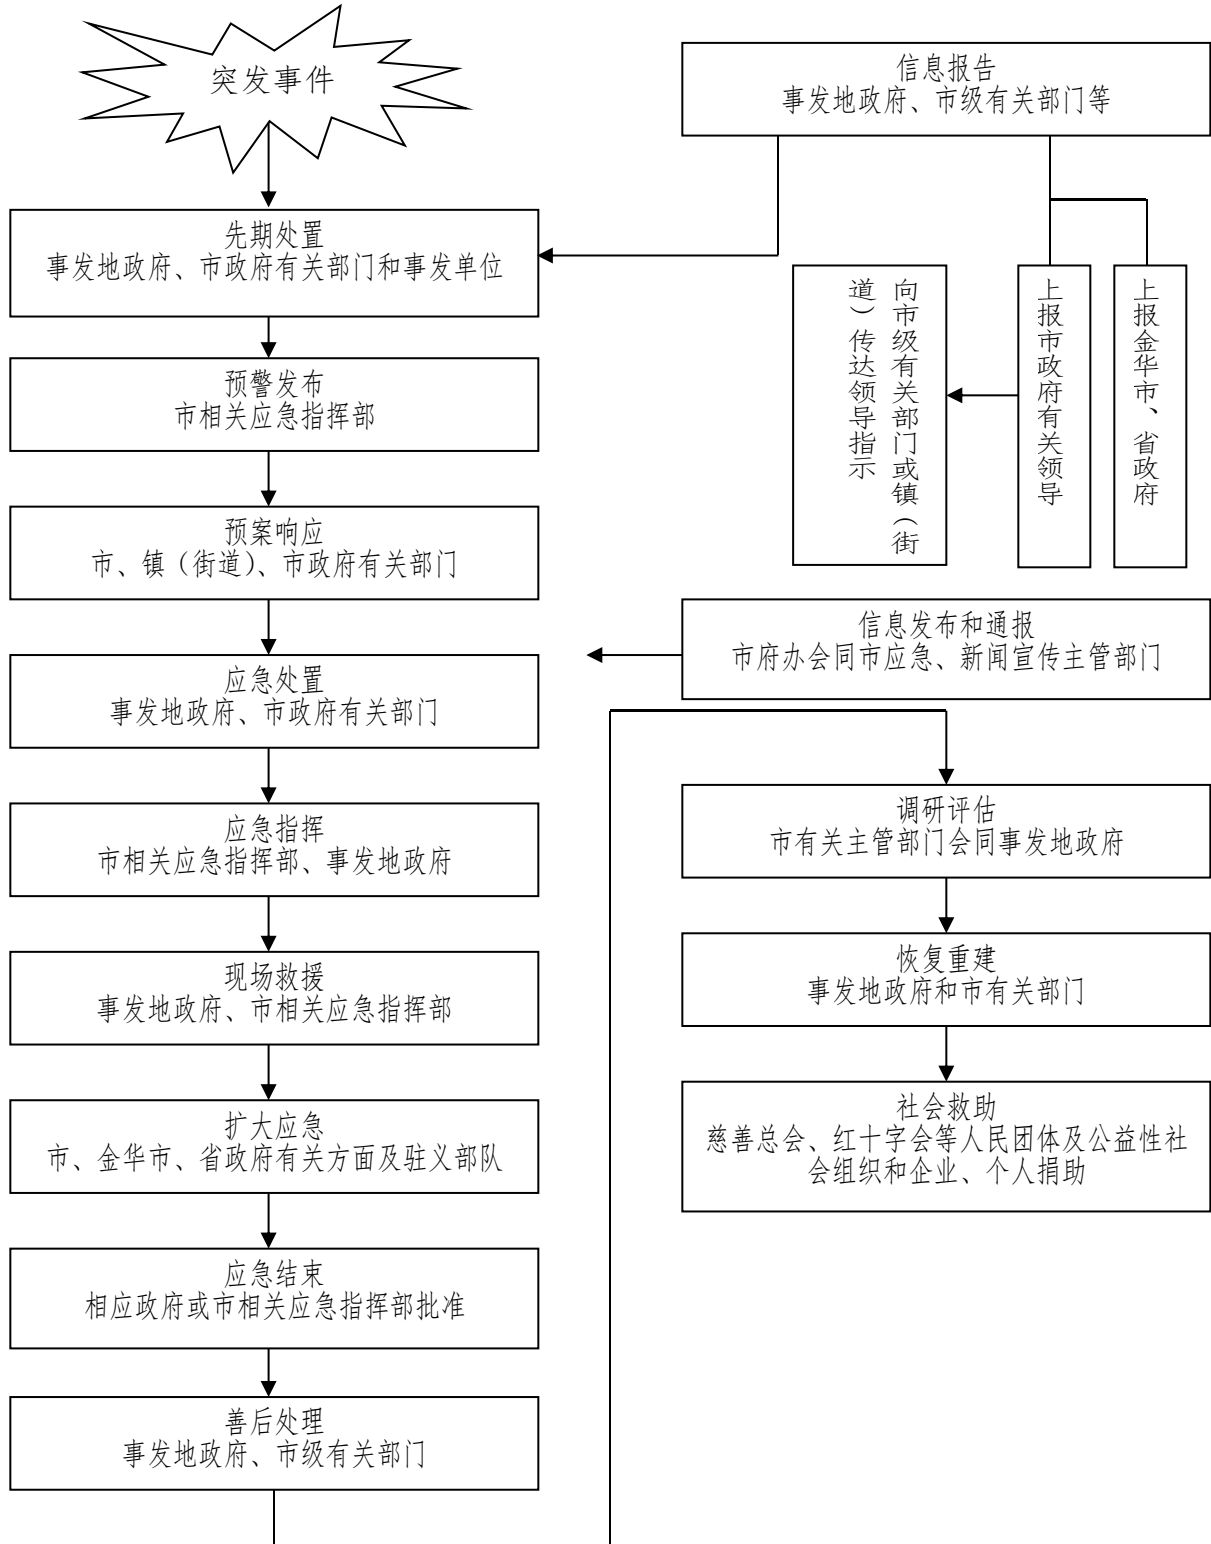 突发事件
信息报告
事发地政府、市级有关部门等
先期处置
事发地政府、市政府有关部门和事发单位
向市级有关部门或镇（街
道）传达领导指示
上报市政府有关领导
上报金华市、省政府
预警发布
市相关应急指挥部
预案响应
市、镇（街道）、市政府有关部门
信息发布和通报
市府办会同市应急、新闻宣传主管部门
应急处置
事发地政府、市政府有关部门
应急指挥
市相关应急指挥部、事发地政府
现场救援
事发地政府、市相关应急指挥部
扩大应急
市、金华市、省政府有关方面及驻义部队
应急结束
相应政府或市相关应急指挥部批准
善后处理
事发地政府、市级有关部门
调研评估
市有关主管部门会同事发地政府
恢复重建
事发地政府和市有关部门
社会救助
慈善总会、红十字会等人民团体及公益性社
会组织和企业、个人捐助